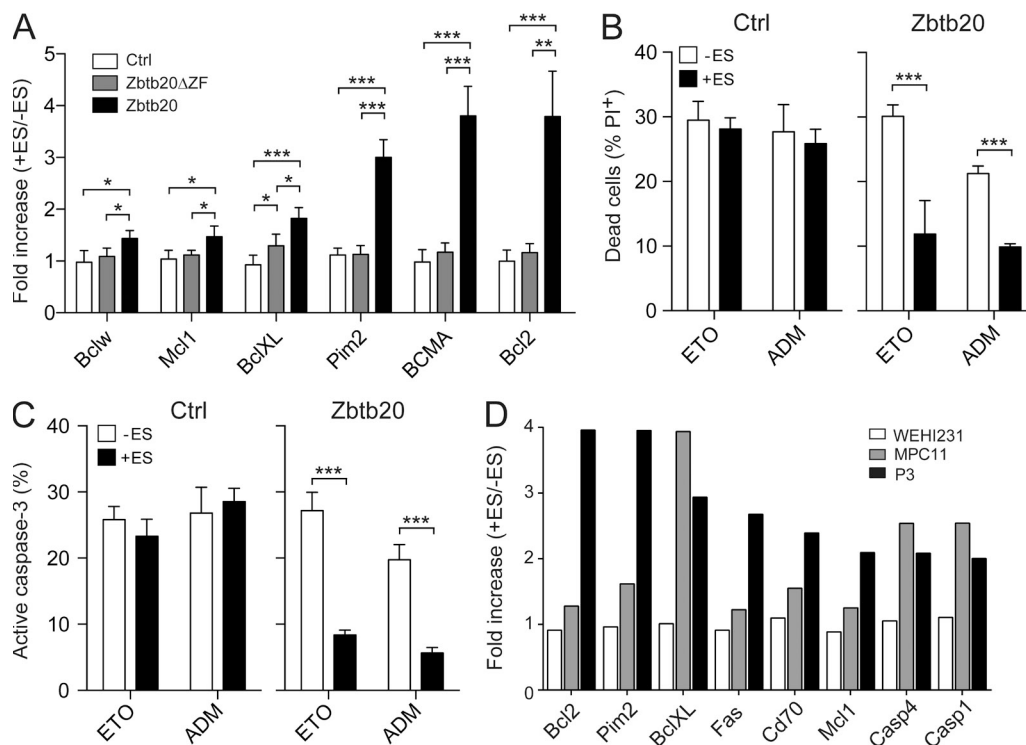 A
Fold increase (+ES/-ES)
5
4
3
2
1
0
Ctrl
Zbtb20ΔZF
Zbtb20
*
*
*
*
***
*
*
***
***
***
***
***
**
Bclw
Mcl1
BclXL
Pim2
BCMA
Bcl2
B
Ctrl
Zbtb20
Dead cells (% PI+)
40
30
20
10
0
-ES
+ES
***
***
ETO
ADM
ETO
ADM
C
Ctrl
Zbtb20
Active caspase-3 (%)
40
30
20
10
0
-ES
+ES
***
***
ETO
ADM
ETO
ADM
D
Fold increase (+ES/-ES)
4
3
2
1
0
WEHI231
MPC11
P3
Bcl2
Pim2
BclXL
Fas
Cd70
Mcl1
Casp4
Casp1